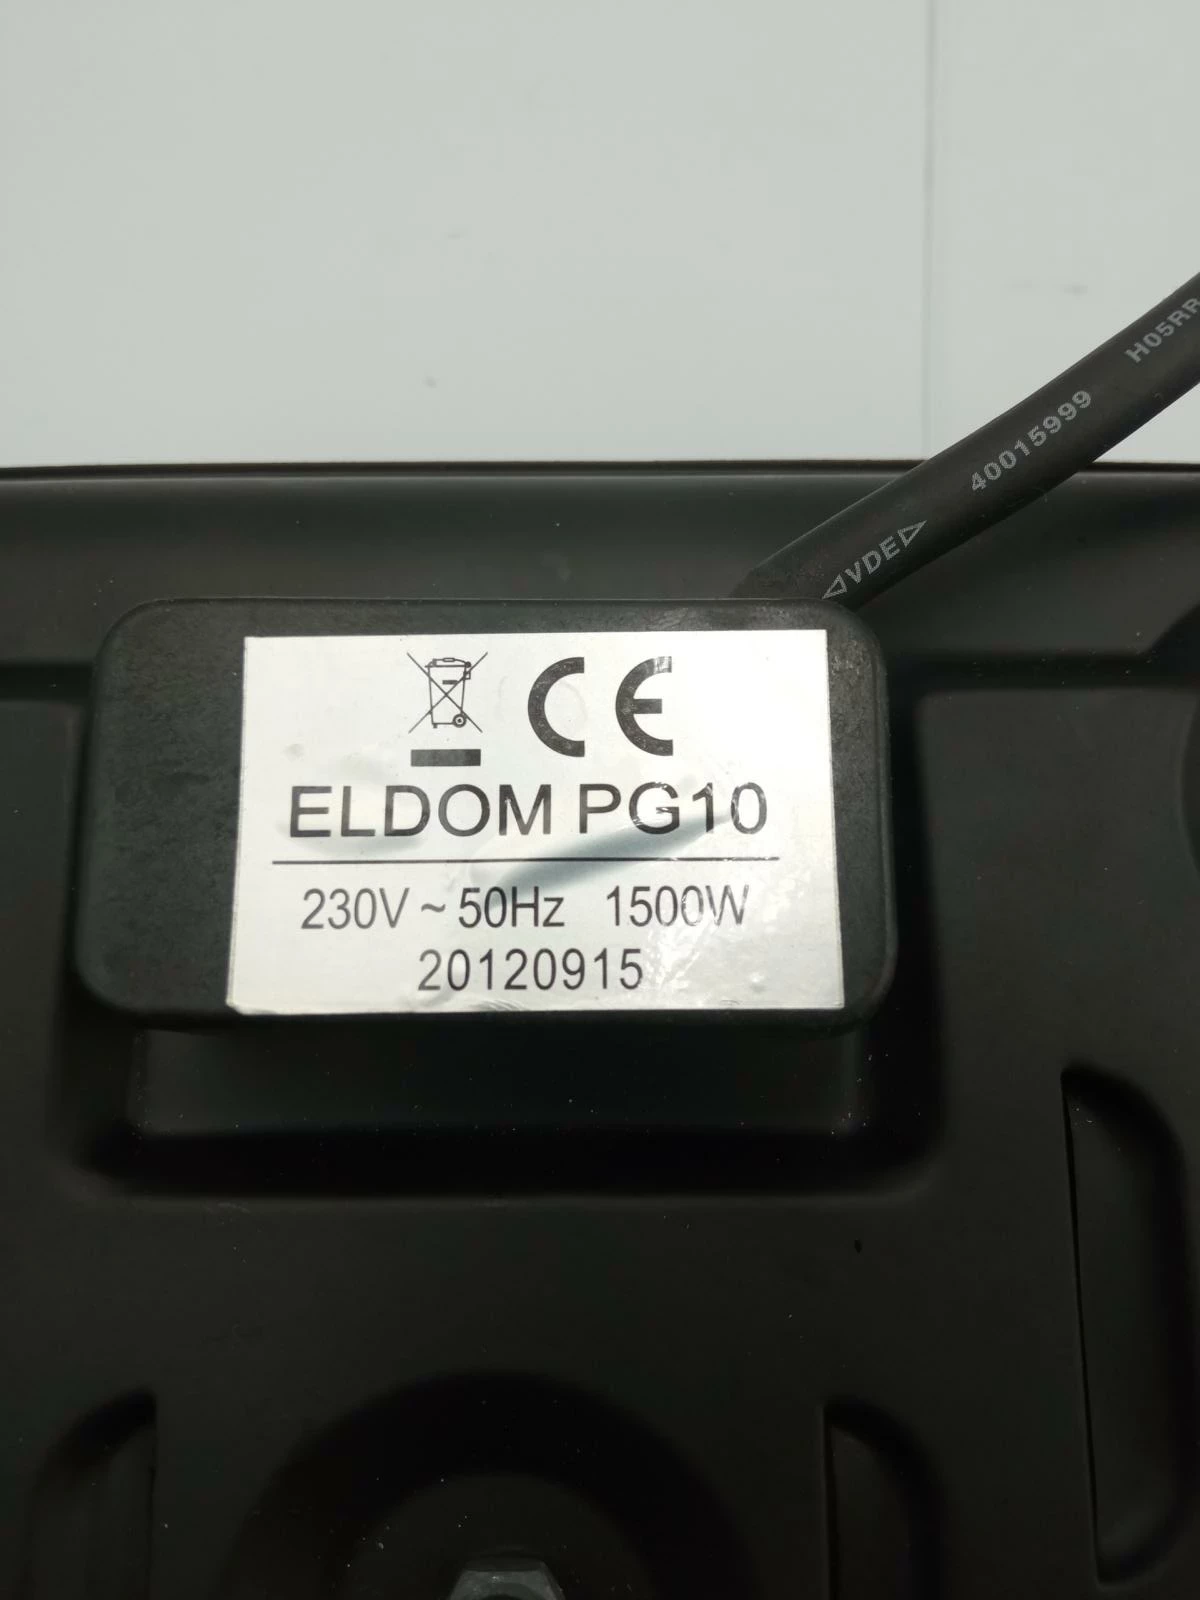 H05RR
40015999
◁VDE▷
CE
ELDOM PG10
230V ~ 50Hz 1500W
20120915